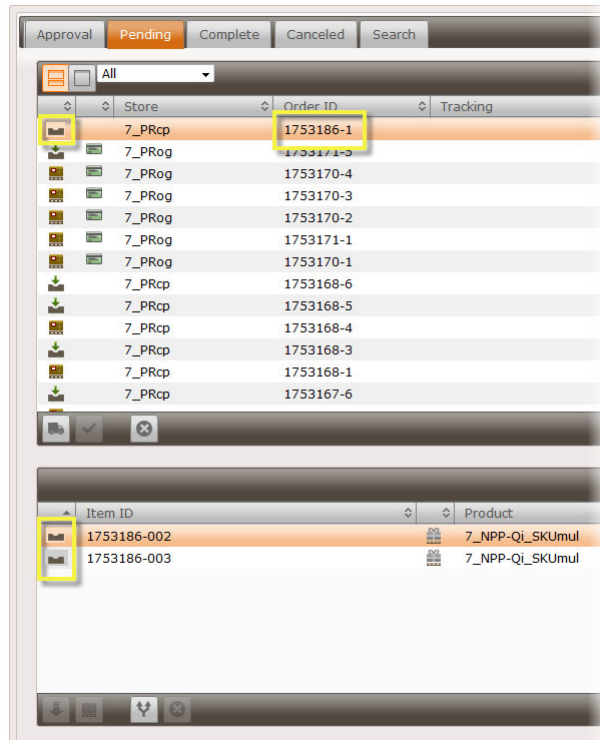 Approval Pending Complete Canceled Search
All
Store Order ID Tracking
7_PRcp 1753186-1
7_PRog 1753171-5
7_PRog 1753170-4
7_PRog 1753170-3
7_PRog 1753170-2
7_PRog 1753171-1
7_PRog 1753170-1
7_PRcp 1753168-6
7_PRcp 1753168-5
7_PRcp 1753168-4
7_PRcp 1753168-3
7_PRcp 1753168-1
7_PRcp 1753167-6
Item ID Product
1753186-002 7_NPP-Qi_SKUmul
1753186-003 7_NPP-Qi_SKUmul